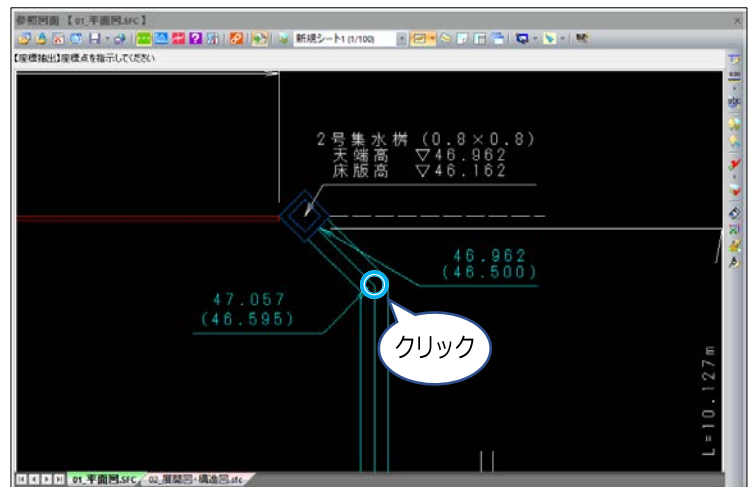 参照図面 【 01_平面図.SFC 】
新規シート1 (1/100)
【座標抽出】座標点を指示してください
2号集水桝 (0.8×0.8)
天端高 ▽46.962
床版高 ▽46.162
46.962
(46.500)
47.057
(46.595)
クリック
L=10.127m
01_平面図.SFC
02_展開図・構造図.sfc